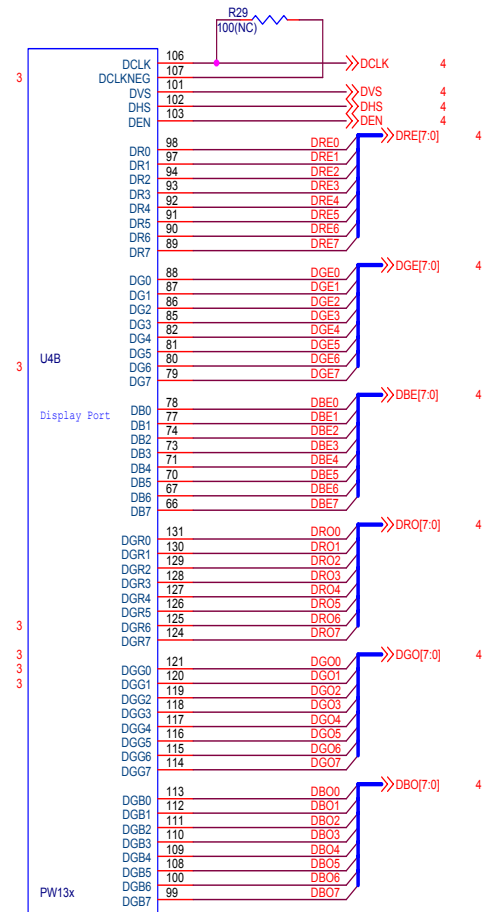 R29
100(NC)
DCLK 106 DCLK 4
3 DCLKNEG 107
DVS 101 DVS 4
DHS 102 DHS 4
DEN 103 DEN 4
DRE[7:0] 4
DR0 98 DRE0
DR1 97 DRE1
DR2 94 DRE2
DR3 93 DRE3
DR4 92 DRE4
DR5 91 DRE5
DR6 90 DRE6
DR7 89 DRE7
DGE[7:0] 4
DG0 88 DGE0
DG1 87 DGE1
DG2 86 DGE2
DG3 85 DGE3
DG4 82 DGE4
U4B DG5 81 DGE5
3 DG6 80 DGE6
DG7 79 DGE7
DBE[7:0] 4
DB0 78 DBE0
Display Port DB1 77 DBE1
DB2 74 DBE2
DB3 73 DBE3
DB4 71 DBE4
DB5 70 DBE5
DB6 67 DBE6
DB7 66 DBE7
DRO[7:0] 4
DGR0 131 DRO0
DGR1 130 DRO1
DGR2 129 DRO2
DGR3 128 DRO3
DGR4 127 DRO4
DGR5 126 DRO5
3 DGR6 125 DRO6
DGR7 124 DRO7
3 DGO[7:0] 4
3 DGG0 121 DGO0
3 DGG1 120 DGO1
DGG2 119 DGO2
DGG3 118 DGO3
DGG4 117 DGO4
DGG5 116 DGO5
DGG6 115 DGO6
DGG7 114 DGO7
DBO[7:0] 4
DGB0 113 DBO0
DGB1 112 DBO1
DGB2 111 DBO2
DGB3 110 DBO3
DGB4 109 DBO4
DGB5 108 DBO5
PW13x DGB6 100 DBO6
DGB7 99 DBO7